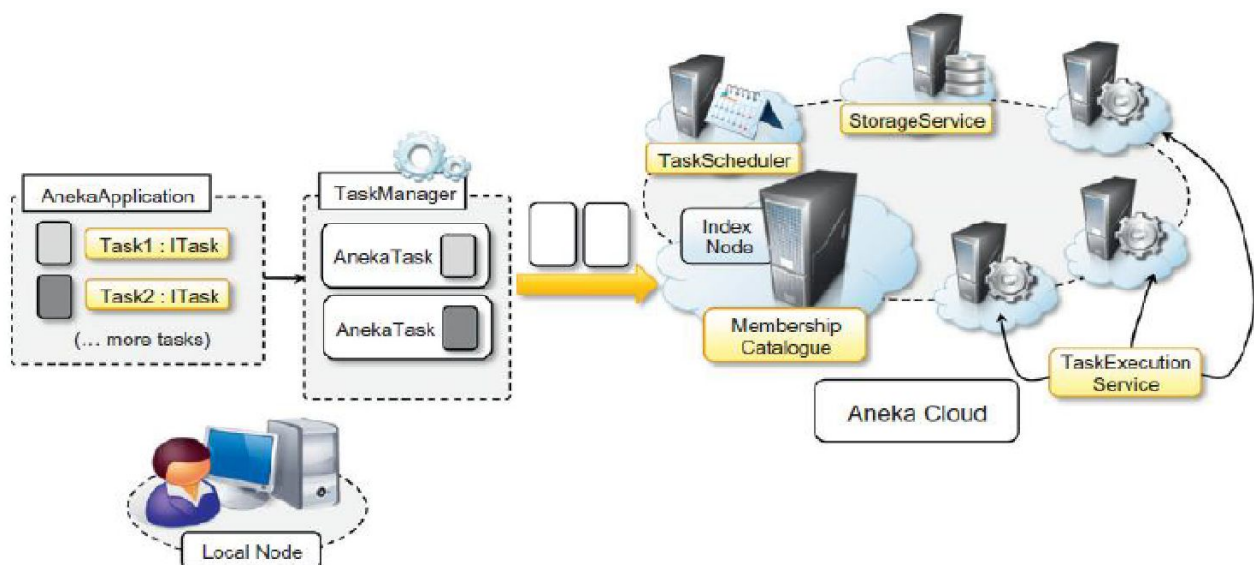 AnekaApplication
Task1 : ITask
Task2 : ITask
(... more tasks)
TaskManager
AnekaTask
AnekaTask
Local Node
TaskScheduler
StorageService
Index
Node
Membership
Catalogue
TaskExecution
Service
Aneka Cloud